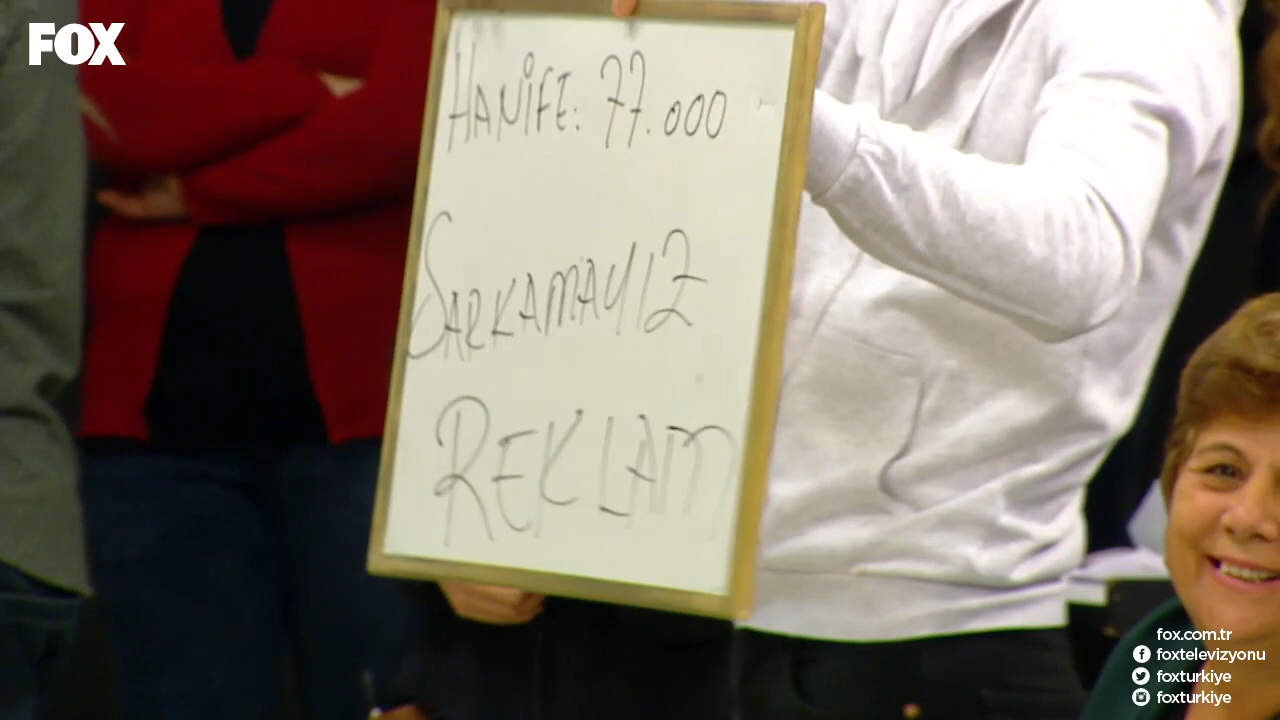 FOX
HANİFE: 77.000
SARKAMAYIZ
REKLAM
fox.com.tr
foxtelevizyonu
foxturkiye
foxturkiye